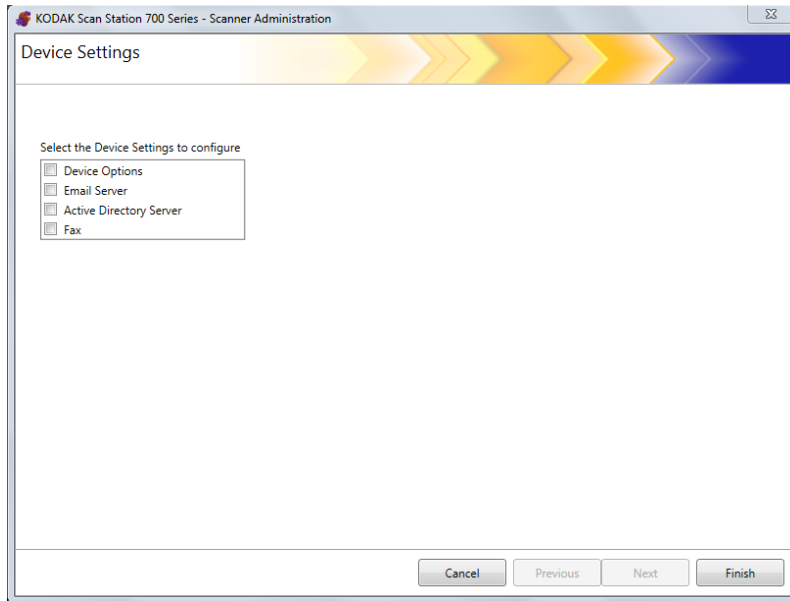 KODAK Scan Station 700 Series - Scanner Administration
Device Settings
Select the Device Settings to configure
Device Options
Email Server
Active Directory Server
Fax
Cancel Previous Next Finish